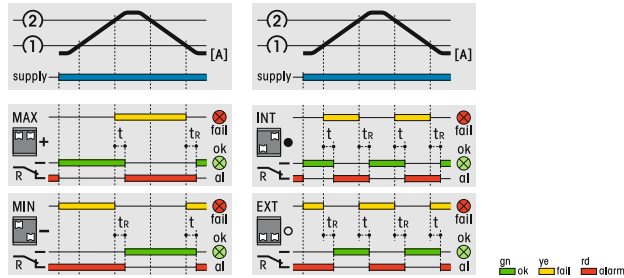 2
1
[A]
supply
2
1
[A]
supply
MAX
fail
+
t
tR
ok
R
al
INT
fail
t
tR
t
tR
ok
R
al
MIN
fail
−
tR
t
ok
R
al
EXT
fail
tR
t
tR
t
ok
R
al
gn ye rd
ok fail alarm